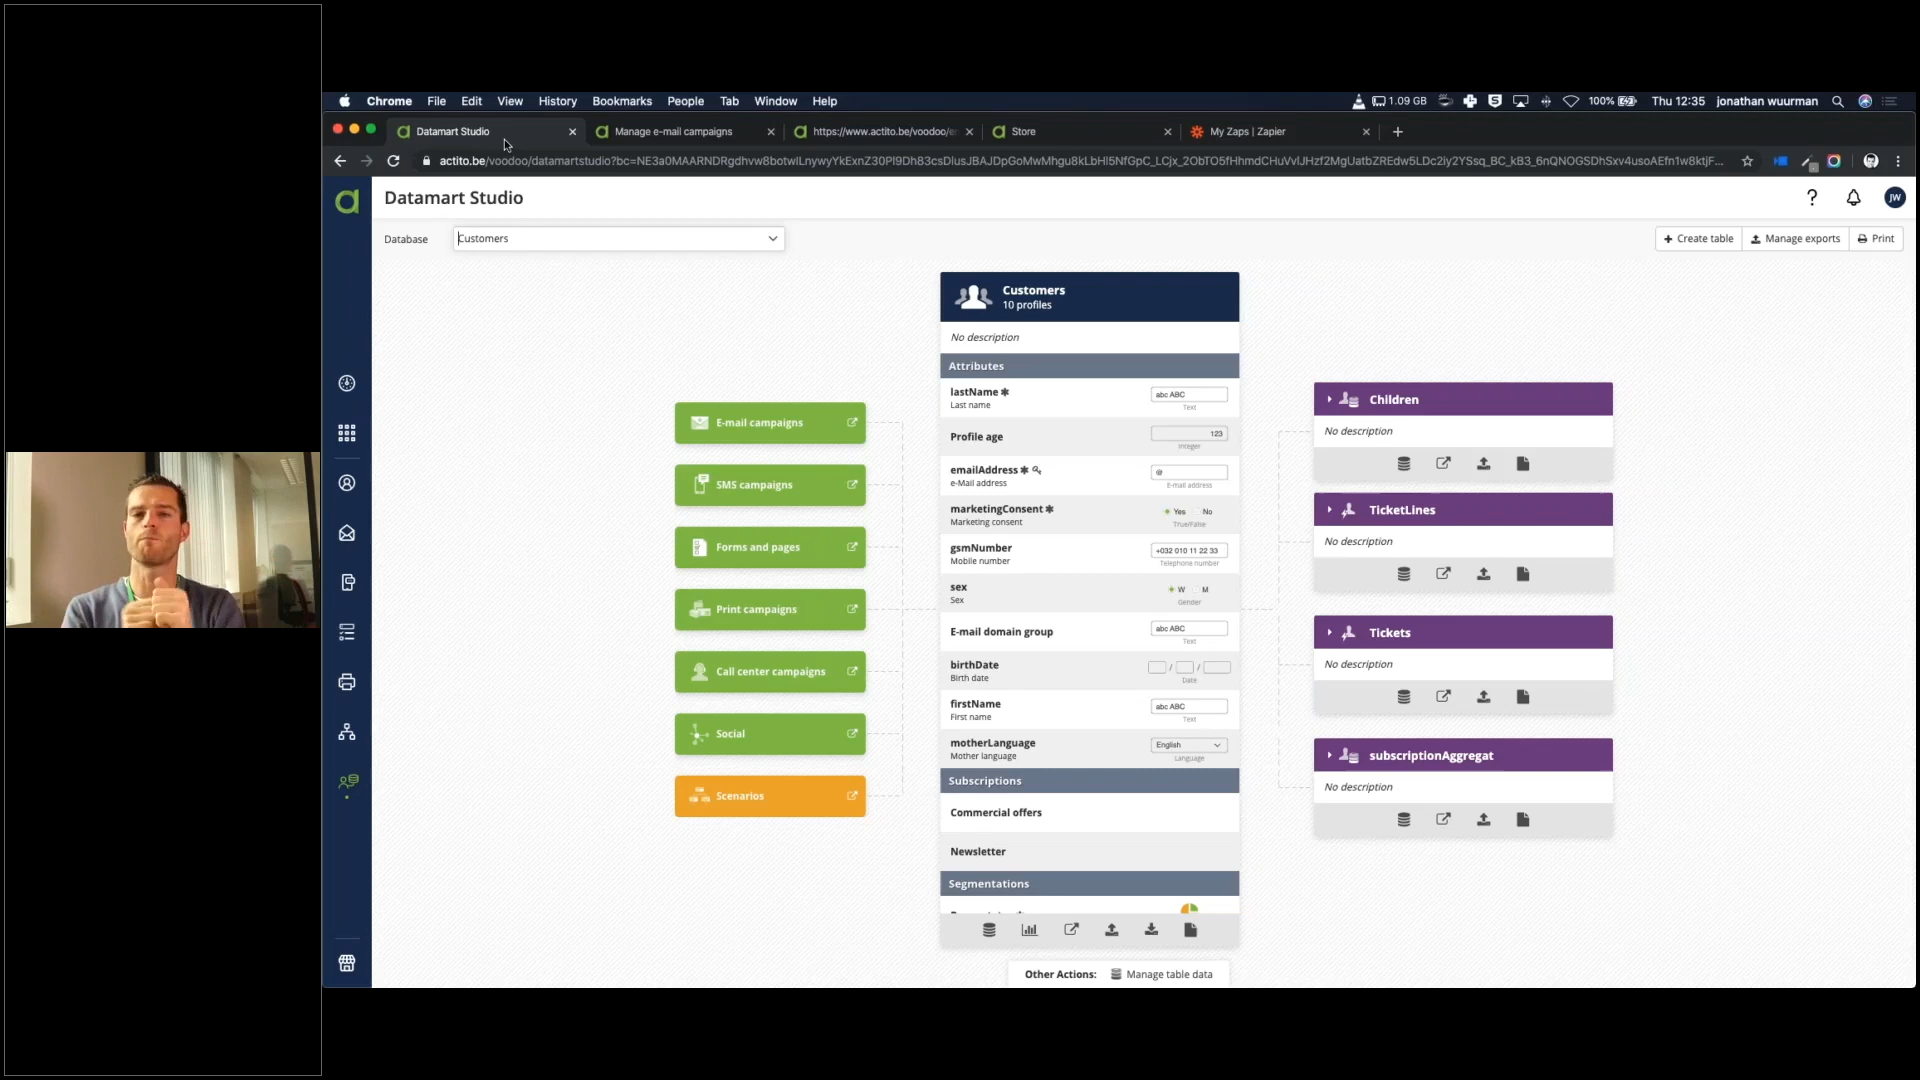 Chrome File Edit View History Bookmarks People Tab Window Help
1.09 GB 100% Thu 12:35 jonathan wuurman
Datamart Studio Manage e-mail campaigns https://www.actito.be/voodoo/er Store My Zaps | Zapier
Datamart Studio
JW
Database Customers
+ Create table Manage exports Print
Customers
10 profiles
No description
Attributes
lastName ✱ abc ABC
Last name Text
Profile age 123
Integer
emailAddress ✱ @
e-Mail address E-mail address
marketingConsent ✱ Yes No
Marketing consent True/False
gsmNumber +032 010 11 22 33
Mobile number Telephone number
sex W M
Sex Gender
E-mail domain group abc ABC
Text
birthDate / /
Birth date Date
firstName abc ABC
First name Text
motherLanguage English
Mother language Language
Subscriptions
Commercial offers
Newsletter
Segmentations
Other Actions: Manage table data
E-mail campaigns
SMS campaigns
Forms and pages
Print campaigns
Call center campaigns
Social
Scenarios
Children
No description
TicketLines
No description
Tickets
No description
subscriptionAggregat
No description